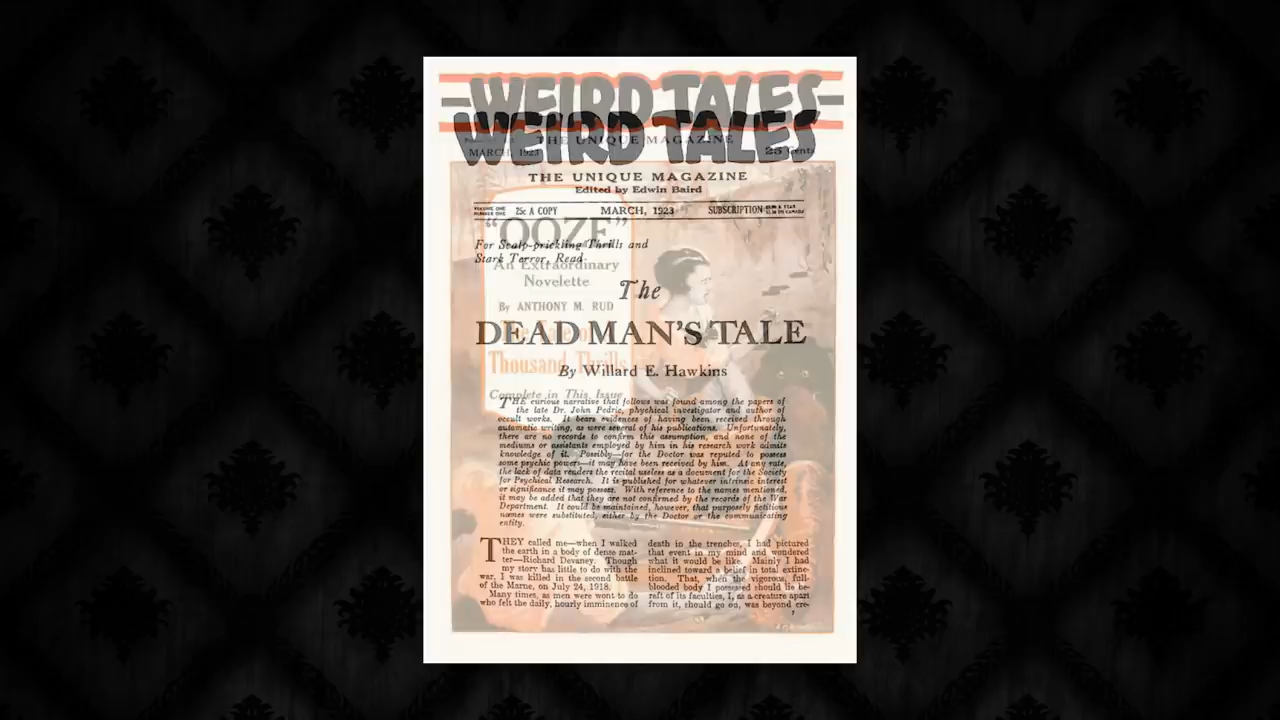 WEIRD TALES
WEIRD TALES
THE UNIQUE MAGAZINE
MARCH, 1923
25 Cents
THE UNIQUE MAGAZINE
Edited by Edwin Baird
VOLUME ONE
NUMBER ONE
25c A COPY
MARCH, 1923
SUBSCRIPTION
"OOZE"
For Scalp-prickling Thrills and
Stark Terror, Read
An Extraordinary
Novelette
The
By ANTHONY M. RUD
DEAD MAN'S TALE
Thousand Thrills
By Willard E. Hawkins
Complete in This Issue
THE curious narrative that follows was found among the papers of
the late Dr. John Pedric, phychical investigator and author of
occult works. It bears evidences of having been received through
automatic writing, as were several of his publications. Unfortunately,
there are no records to confirm this assumption, and none of the
mediums or assistants employed by him in his research work admits
knowledge of it. Possibly—for the Doctor was reputed to possess
some psychic powers—it may have been received by him. At any rate,
the lack of data renders the recital useless as a document for the Society
for Psychical Research. It is published for whatever intrinsic interest
or significance it may possess. With reference to the names mentioned,
it may be added that they are not confirmed by the records of the War
Department. It could be maintained, however, that purposely fictitious
names were substituted, either by the Doctor or the communicating
entity.
THEY called me—when I walked
the earth in a body of dense mat-
ter—Richard Devaney. Though
my story has little to do with the
war, I was killed in the second battle
of the Marne, on July 24, 1918.
Many times, as men were wont to do
who felt the daily, hourly imminence of
death in the trenches, I had pictured
that event in my mind and wondered
what it would be like. Mainly I had
inclined toward a belief in total extinc-
tion. That, when the vigorous, full-
blooded body I possessed should lie be-
reft of its faculties, I, as a creature apart
from it, should go on, was beyond cre-